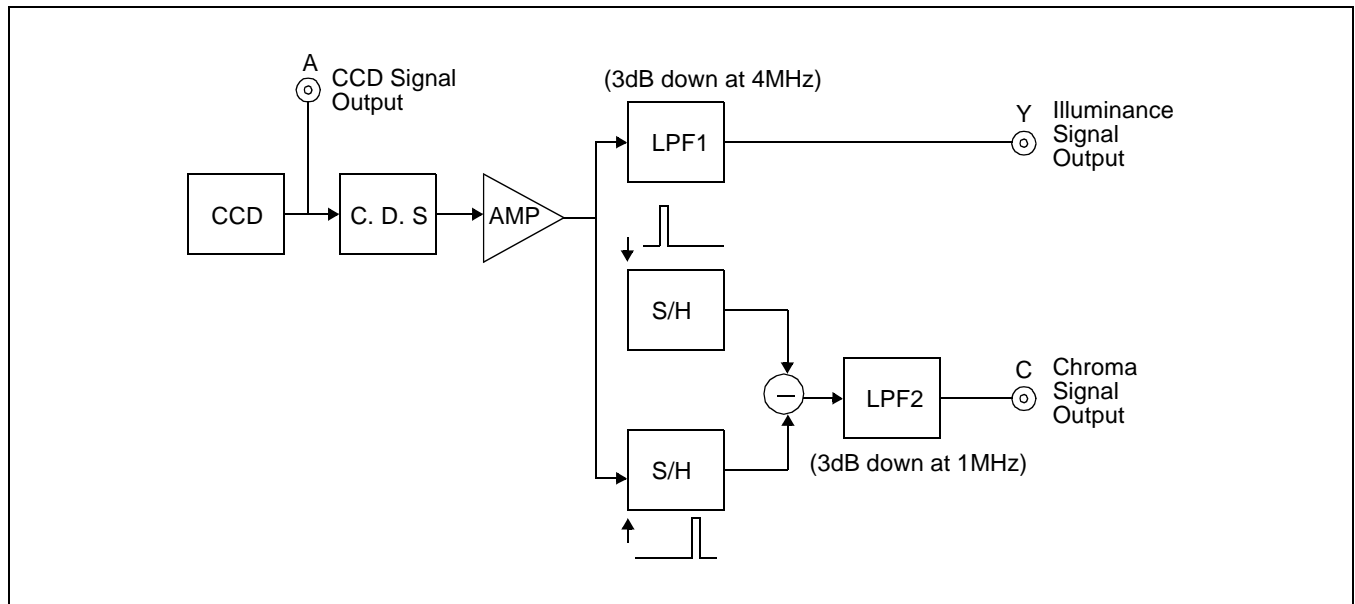 A
CCD Signal
Output
(3dB down at 4MHz)
LPF1
Y
Illuminance
Signal
Output
CCD
C. D. S
AMP
S/H
S/H
LPF2
(3dB down at 1MHz)
C
Chroma
Signal
Output